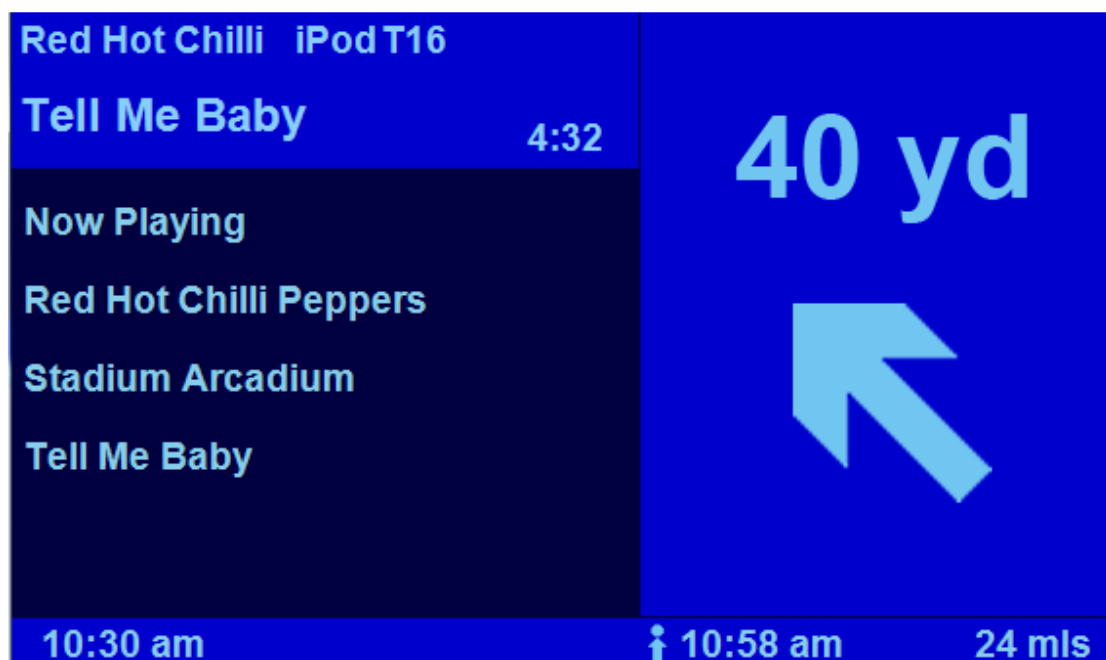 Red Hot Chilli iPod T16
Tell Me Baby
4:32
Now Playing
Red Hot Chilli Peppers
Stadium Arcadium
Tell Me Baby
40 yd
10:30 am
10:58 am
24 mls